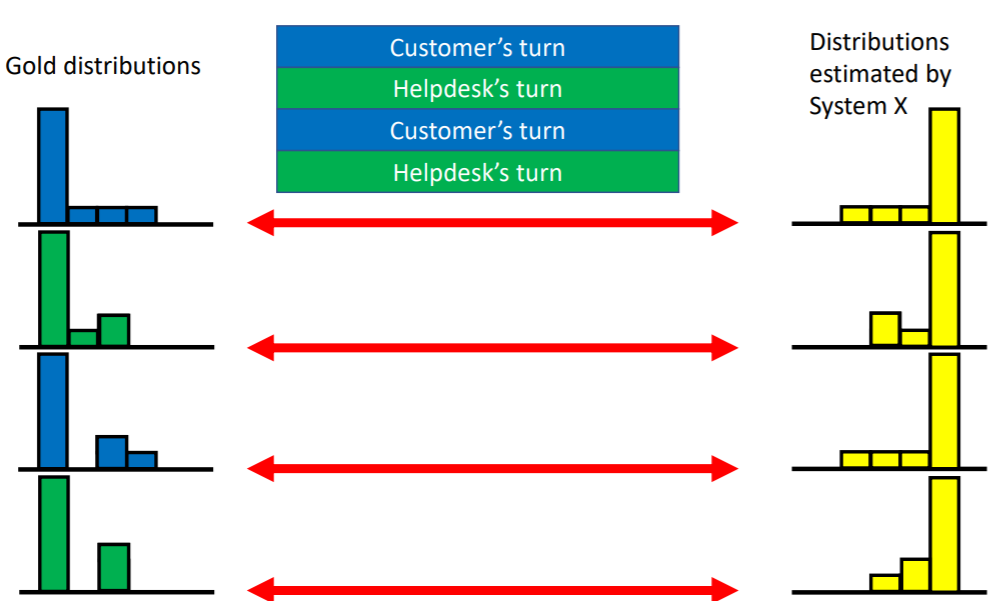 Gold distributions
Customer's turn
Helpdesk's turn
Customer's turn
Helpdesk's turn
Distributions
estimated by
System X